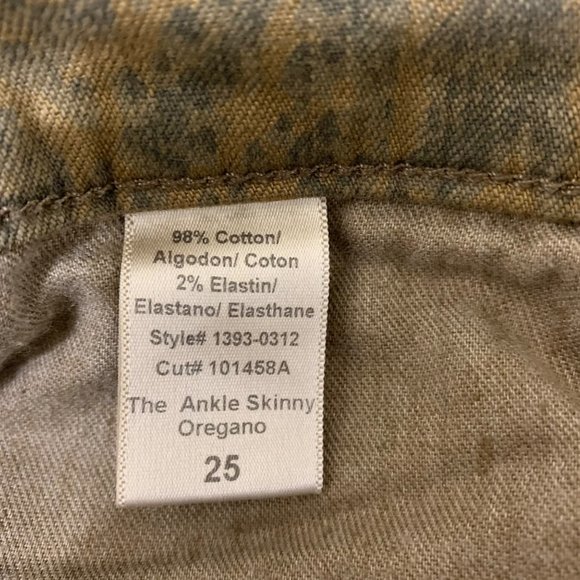 98% Cotton/
Algodon/ Coton
2% Elastin/
Elastano/ Elasthane
Style# 1393-0312
Cut# 101458A
The Ankle Skinny
Oregano
25